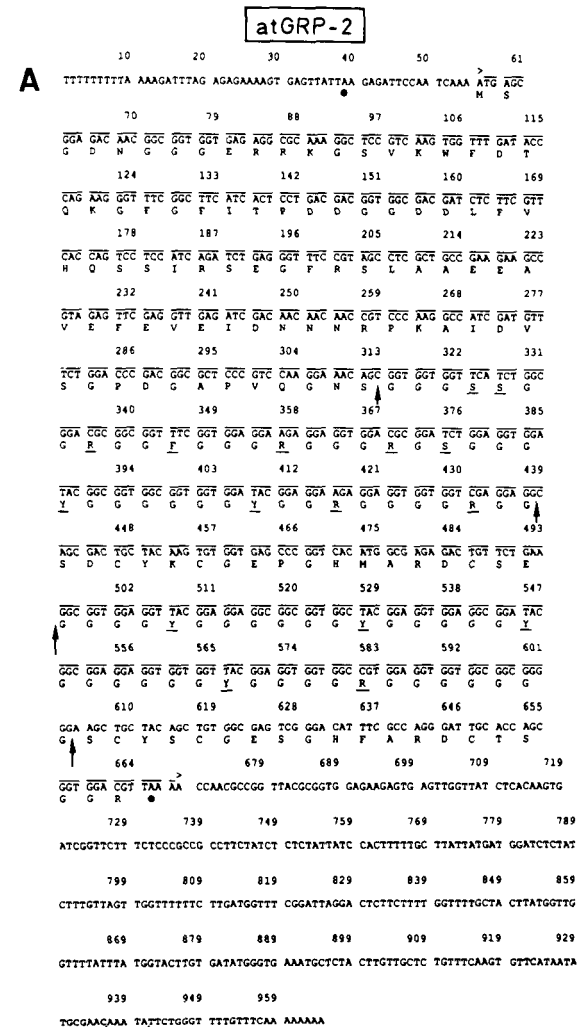 atGRP-2
10 20 30 40 50 61
A
TTTTTTTTTA AAAGATTTAG AGAGAAAAGT GAGTTATTAA GAGATTCCAA TCAAA ATG AGC
M S
70 79 88 97 106 115
GGA GAC AAC GGC GGT GGT GAG AGG CGC AAA GGC TCC GTC AAG TGG TTT GAT ACC
G D N G G G E R R K G S V K W F D T
124 133 142 151 160 169
CAG AAG GGT TTC GGC TTC ATC ACT CCT GAC GAC GGT GGC GAC GAT CTC TTC GTT
Q K G F G F I T P D D G G D D L F V
178 187 196 205 214 223
CAC CAG TCC TCC ATC AGA TCT GAG GGT TTC CGT AGC CTC GCT GCC GAA GAA GCC
H Q S S I R S E G F R S L A A E E A
232 241 250 259 268 277
GTA GAG TTC GAG GTT GAG ATC GAC AAC AAC AAC CGT CCC AAG GCC ATC GAT GTT
V E F E V E I D N N N R P K A I D V
286 295 304 313 322 331
TCT GGA CCC GAC GGC GCT CCC GTC CAA GGA AAC AGC GGT GGT GGT TCA TCT GGC
S G P D G A P V Q G N S G G G S S G
340 349 358 367 376 385
GGA CGC GGC GGT TTC GGT GGA GGA AGA GGA GGT GGA CGC GGA TCT GGA GGT GGA
G R G G F G G G R G G G R G S G G G
394 403 412 421 430 439
TAC GGC GGT GGC GGT GGT GGA TAC GGA GGA AGA GGA GGT GGT GGT CGA GGA GGC
Y G G G G G G Y G G R G G G G R G G
448 457 466 475 484 493
AGC GAC TGC TAC AAG TGT GGT GAG CCC GGT CAC ATG GCG AGA GAC TGT TCT GAA
S D C Y K C G E P G H M A R D C S E
502 511 520 529 538 547
GGC GGT GGA GGT TAC GGA GGA GGC GGC GGT GGC TAC GGA GGT GGA GGC GGA TAC
G G G G Y G G G G G G Y G G G G G Y
556 565 574 583 592 601
GGC GGA GGA GGT GGT GGT TAC GGA GGT GGT GGC CGT GGA GGT GGT GGC GGC GGG
G G G G G G Y G G G G R G G G G G G
610 619 628 637 646 655
GGA AGC TGC TAC AGC TGT GGC GAG TCG GGA CAT TTC GCC AGG GAT TGC ACC AGC
G S C Y S C G E S G H F A R D C T S
664 679 689 699 709 719
GGT GGA CGT TAA AA CCAACGCCGG TTACGCGGTG GAGAAGAGTG AGTTGGTTAT CTCACAAGTG
G G R
729 739 749 759 769 779 789
ATCGGTTCTT TCTCCCGCCG CCTTCTATCT CTCTATTATC CACTTTTTGC TTATTATGAT GGATCTCTAT
799 809 819 829 839 849 859
CTTTGTTAGT TGGTTTTTTC TTGATGGTTT CGGATTAGGA CTCTTCTTTT GGTTTTGCTA CTTATGGTTG
869 879 889 899 909 919 929
GTTTTATTTA TGGTACTTGT GATATGGGTG AAATGCTCTA CTTGTTGCTC TGTTTCAAGT GTTCATAATA
939 949 959
TGCGAACAAA TATTCTGGGT TTTGTTTCAA AAAAAA